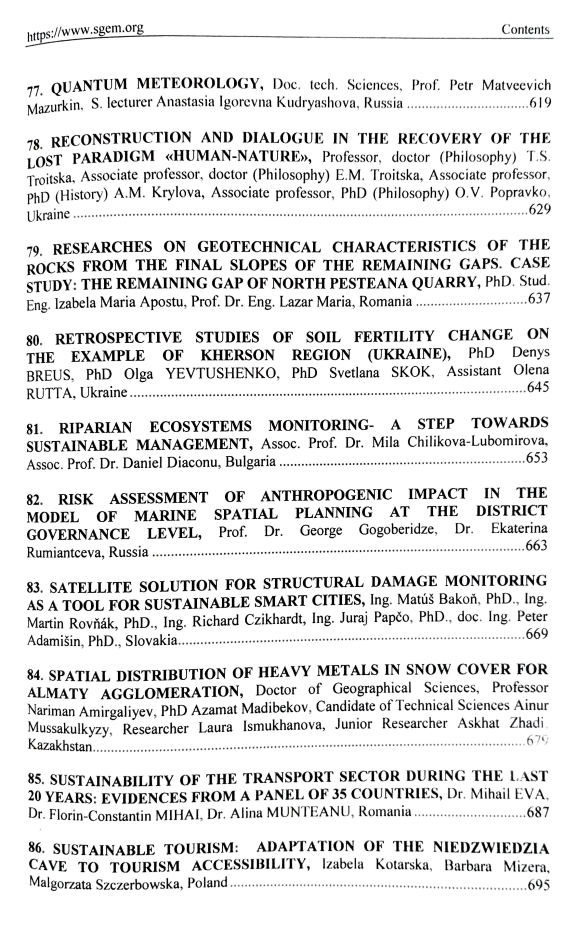 https://www.sgem.org Contents
77. QUANTUM METEOROLOGY, Doc. tech. Sciences, Prof. Petr Matveevich
Mazurkin, S. lecturer Anastasia Igorevna Kudryashova, Russia ..............................619
78. RECONSTRUCTION AND DIALOGUE IN THE RECOVERY OF THE
LOST PARADIGM «HUMAN-NATURE», Professor, doctor (Philosophy) T.S.
Troitska, Associate professor, doctor (Philosophy) E.M. Troitska, Associate professor,
PhD (History) A.M. Krylova, Associate professor, PhD (Philosophy) O.V. Popravko,
Ukraine ..............................629
79. RESEARCHES ON GEOTECHNICAL CHARACTERISTICS OF THE
ROCKS FROM THE FINAL SLOPES OF THE REMAINING GAPS. CASE
STUDY: THE REMAINING GAP OF NORTH PESTEANA QUARRY, PhD. Stud.
Eng. Izabela Maria Apostu, Prof. Dr. Eng. Lazar Maria, Romania ..............................637
80. RETROSPECTIVE STUDIES OF SOIL FERTILITY CHANGE ON
THE EXAMPLE OF KHERSON REGION (UKRAINE), PhD Denys
BREUS, PhD Olga YEVTUSHENKO, PhD Svetlana SKOK, Assistant Olena
RUTTA, Ukraine ..............................645
81. RIPARIAN ECOSYSTEMS MONITORING- A STEP TOWARDS
SUSTAINABLE MANAGEMENT, Assoc. Prof. Dr. Mila Chilikova-Lubomirova,
Assoc. Prof. Dr. Daniel Diaconu, Bulgaria ..............................653
82. RISK ASSESSMENT OF ANTHROPOGENIC IMPACT IN THE
MODEL OF MARINE SPATIAL PLANNING AT THE DISTRICT
GOVERNANCE LEVEL, Prof. Dr. George Gogoberidze, Dr. Ekaterina
Rumiantceva, Russia ..............................663
83. SATELLITE SOLUTION FOR STRUCTURAL DAMAGE MONITORING
AS A TOOL FOR SUSTAINABLE SMART CITIES, Ing. Matúš Bakoň, PhD., Ing.
Martin Rovňák, PhD., Ing. Richard Czikhardt, Ing. Juraj Papčo, PhD., doc. Ing. Peter
Adamišin, PhD., Slovakia..............................669
84. SPATIAL DISTRIBUTION OF HEAVY METALS IN SNOW COVER FOR
ALMATY AGGLOMERATION, Doctor of Geographical Sciences, Professor
Nariman Amirgaliyev, PhD Azamat Madibekov, Candidate of Technical Sciences Ainur
Mussakulkyzy, Researcher Laura Ismukhanova, Junior Researcher Askhat Zhadi,
Kazakhstan..............................679
85. SUSTAINABILITY OF THE TRANSPORT SECTOR DURING THE LAST
20 YEARS: EVIDENCES FROM A PANEL OF 35 COUNTRIES, Dr. Mihail EVA,
Dr. Florin-Constantin MIHAI, Dr. Alina MUNTEANU, Romania ..............................687
86. SUSTAINABLE TOURISM: ADAPTATION OF THE NIEDZWIEDZIA
CAVE TO TOURISM ACCESSIBILITY, Izabela Kotarska, Barbara Mizera,
Malgorzata Szczerbowska, Poland ..............................695